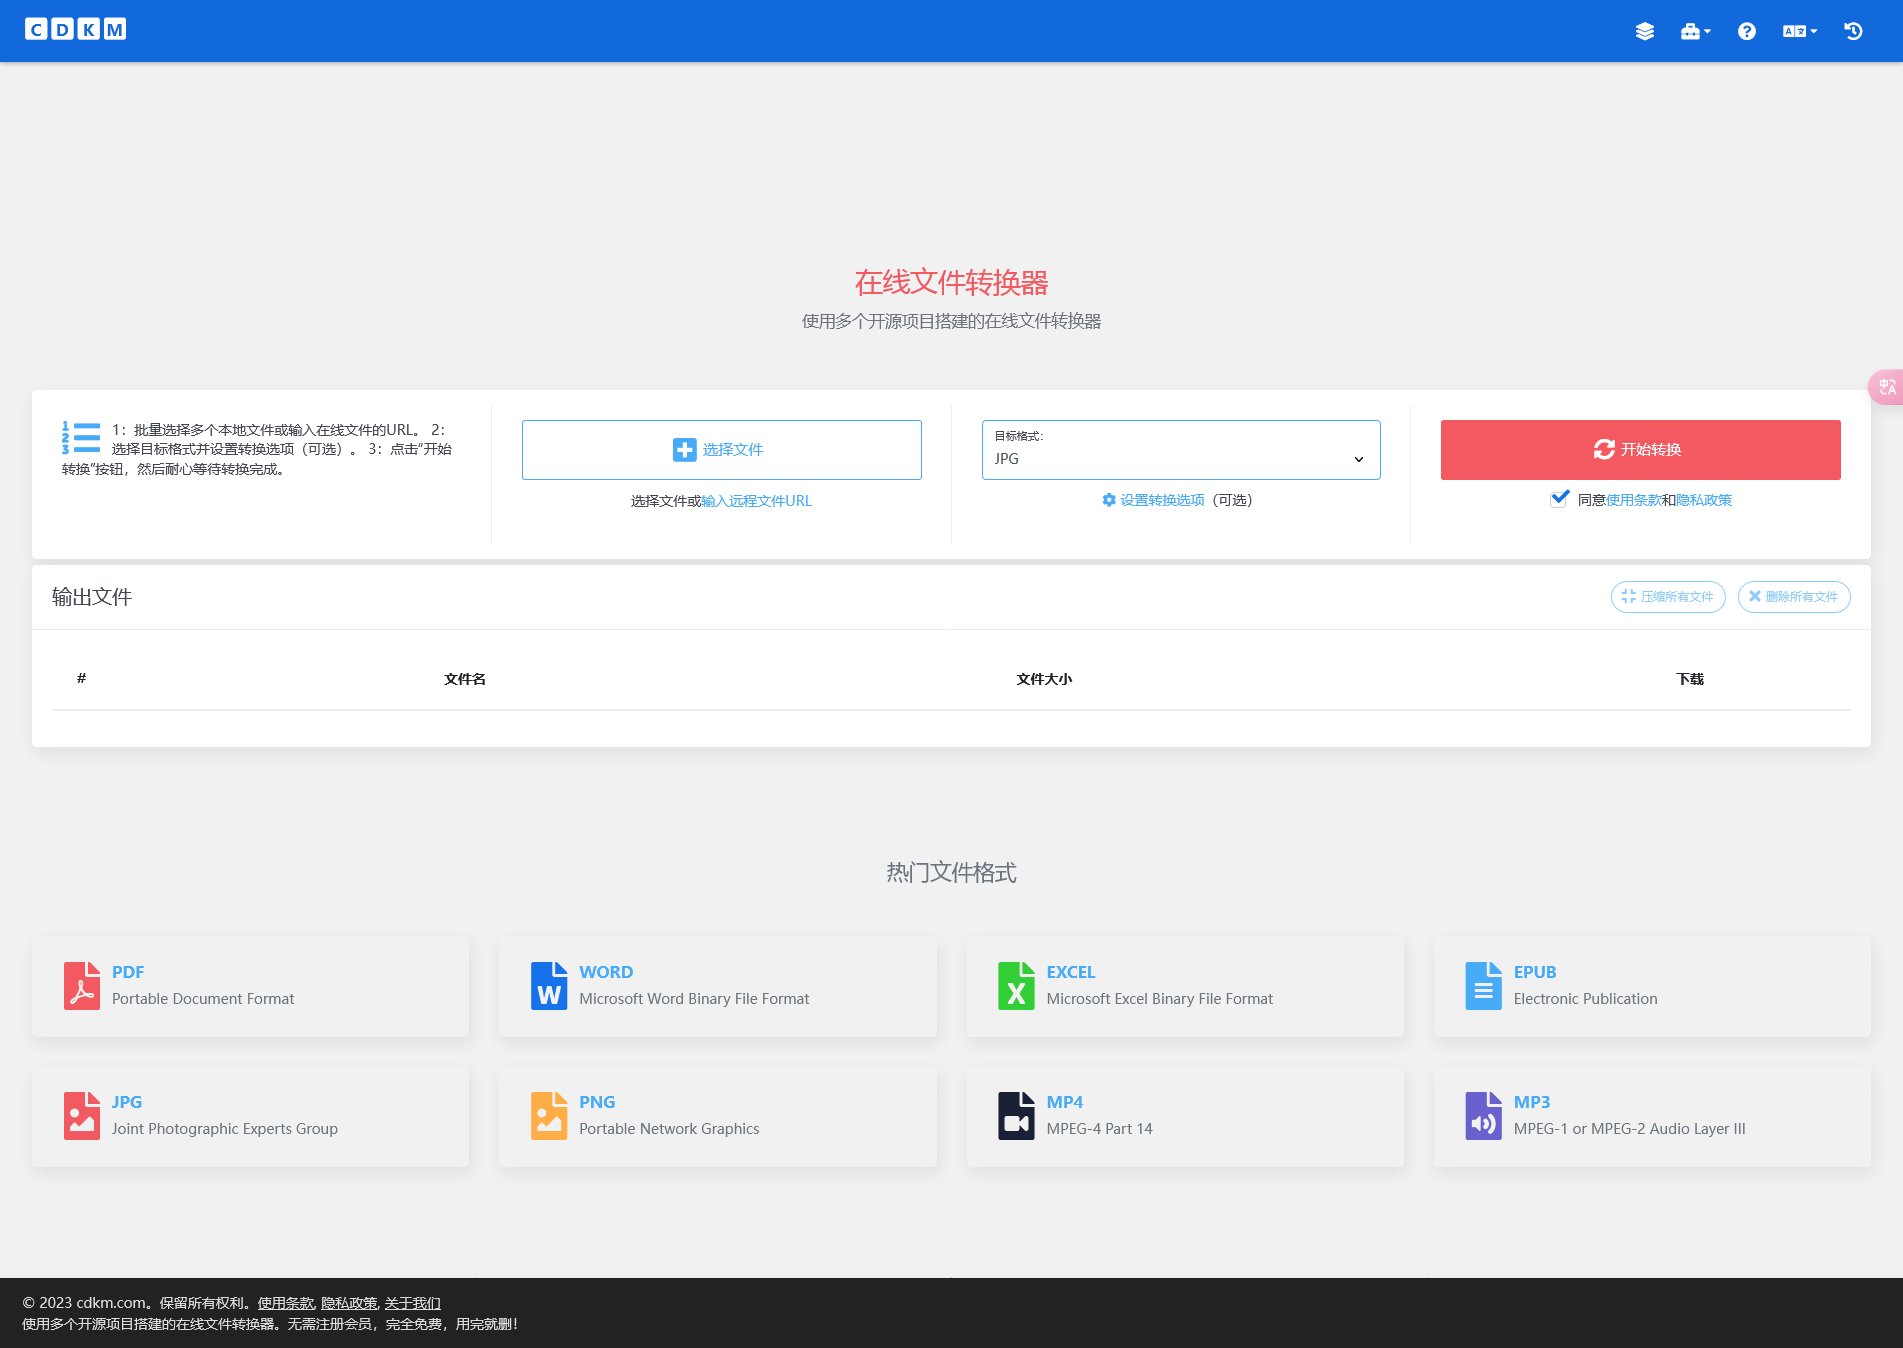 CDKM
在线文件转换器
使用多个开源项目搭建的在线文件转换器
1：批量选择多个本地文件或输入在线文件的URL。 2：
选择目标格式并设置转换选项（可选）。 3：点击“开始
转换”按钮，然后耐心等待转换完成。
选择文件
选择文件或输入远程文件URL
目标格式：
JPG
设置转换选项（可选）
开始转换
同意使用条款和隐私政策
输出文件
压缩所有文件
删除所有文件
# 文件名 文件大小 下载
热门文件格式
PDF
Portable Document Format
WORD
Microsoft Word Binary File Format
EXCEL
Microsoft Excel Binary File Format
EPUB
Electronic Publication
JPG
Joint Photographic Experts Group
PNG
Portable Network Graphics
MP4
MPEG-4 Part 14
MP3
MPEG-1 or MPEG-2 Audio Layer III
© 2023 cdkm.com。保留所有权利。使用条款, 隐私政策, 关于我们
使用多个开源项目搭建的在线文件转换器。无需注册会员，完全免费，用完就删！